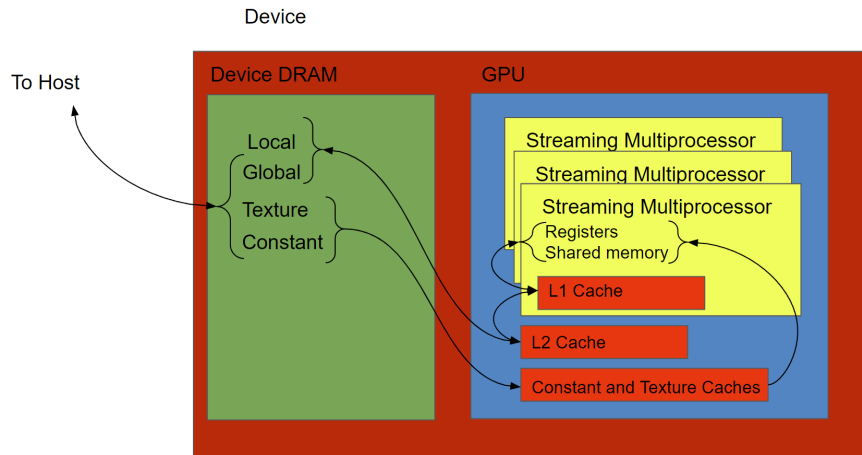 Device
To Host
Device DRAM
GPU
Local
Global
Texture
Constant
Streaming Multiprocessor
Streaming Multiprocessor
Streaming Multiprocessor
Registers
Shared memory
L1 Cache
L2 Cache
Constant and Texture Caches